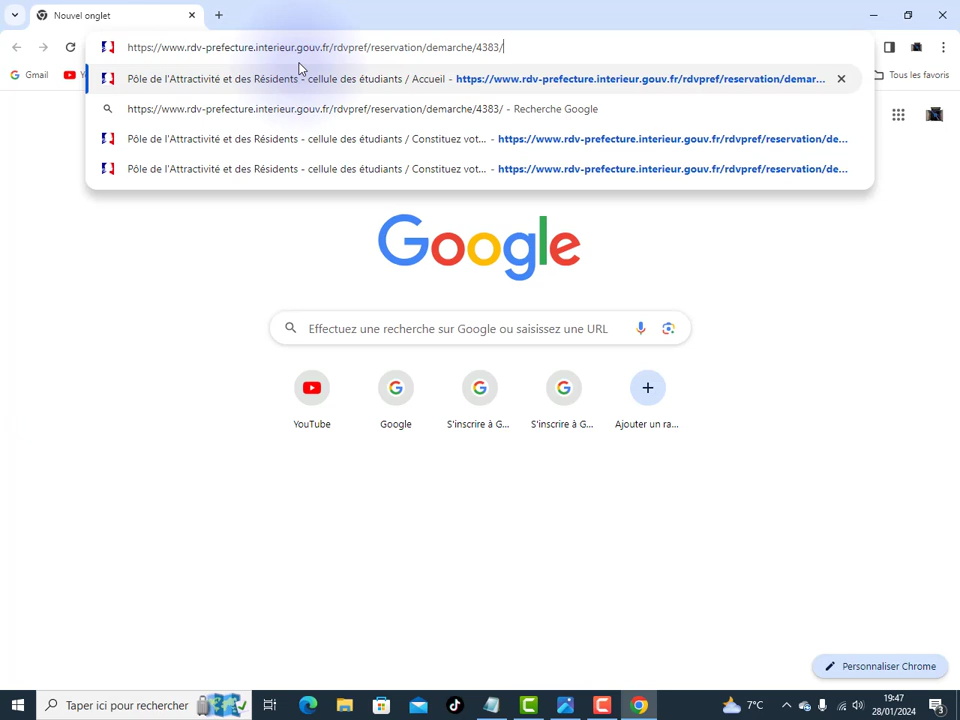 Nouvel onglet
https://www.rdv-prefecture.interieur.gouv.fr/rdvpref/reservation/demarche/4383/
Gmail
Tous les favoris
Pôle de l'Attractivité et des Résidents - cellule des étudiants / Accueil - https://www.rdv-prefecture.interieur.gouv.fr/rdvpref/reservation/demar...
https://www.rdv-prefecture.interieur.gouv.fr/rdvpref/reservation/demarche/4383/ - Recherche Google
Pôle de l'Attractivité et des Résidents - cellule des étudiants / Constituez vot... - https://www.rdv-prefecture.interieur.gouv.fr/rdvpref/reservation/de...
Pôle de l'Attractivité et des Résidents - cellule des étudiants / Constituez vot... - https://www.rdv-prefecture.interieur.gouv.fr/rdvpref/reservation/de...
Google
Effectuez une recherche sur Google ou saisissez une URL
YouTube
Google
S'inscrire à G...
S'inscrire à G...
Ajouter un ra...
Personnaliser Chrome
Taper ici pour rechercher
7°C
19:47
28/01/2024
3